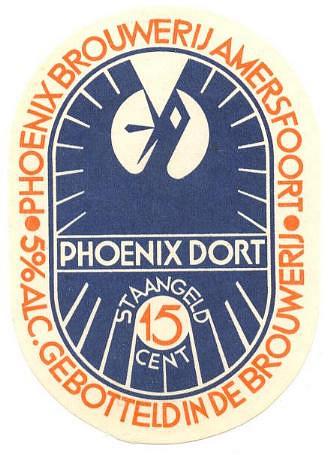 PHOENIX BROUWERIJ AMERSFOORT
PHOENIX DORT
STAANGELD
15
CENT
5% ALC. GEBOTTELD IN DE BROUWERIJ